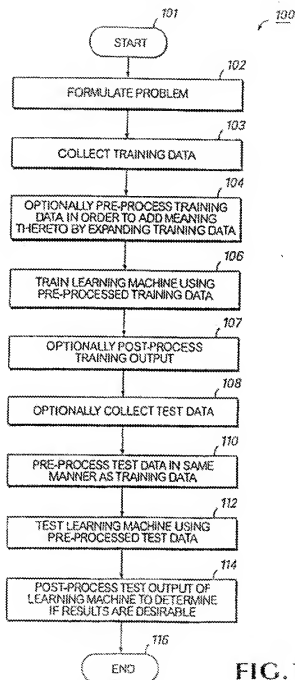 100
101
START
102
FORMULATE PROBLEM
103
COLLECT TRAINING DATA
104
OPTIONALLY PRE-PROCESS TRAINING
DATA IN ORDER TO ADD MEANING
THERETO BY EXPANDING TRAINING DATA
106
TRAIN LEARNING MACHINE USING
PRE-PROCESSED TRAINING DATA
107
OPTIONALLY POST-PROCESS
TRAINING OUTPUT
108
OPTIONALLY COLLECT TEST DATA
110
PRE-PROCESS TEST DATA IN SAME
MANNER AS TRAINING DATA
112
TEST LEARNING MACHINE USING
PRE-PROCESSED TEST DATA
114
POST-PROCESS TEST OUTPUT OF
LEARNING MACHINE TO DETERMINE
IF RESULTS ARE DESIRABLE
116
END
FIG.